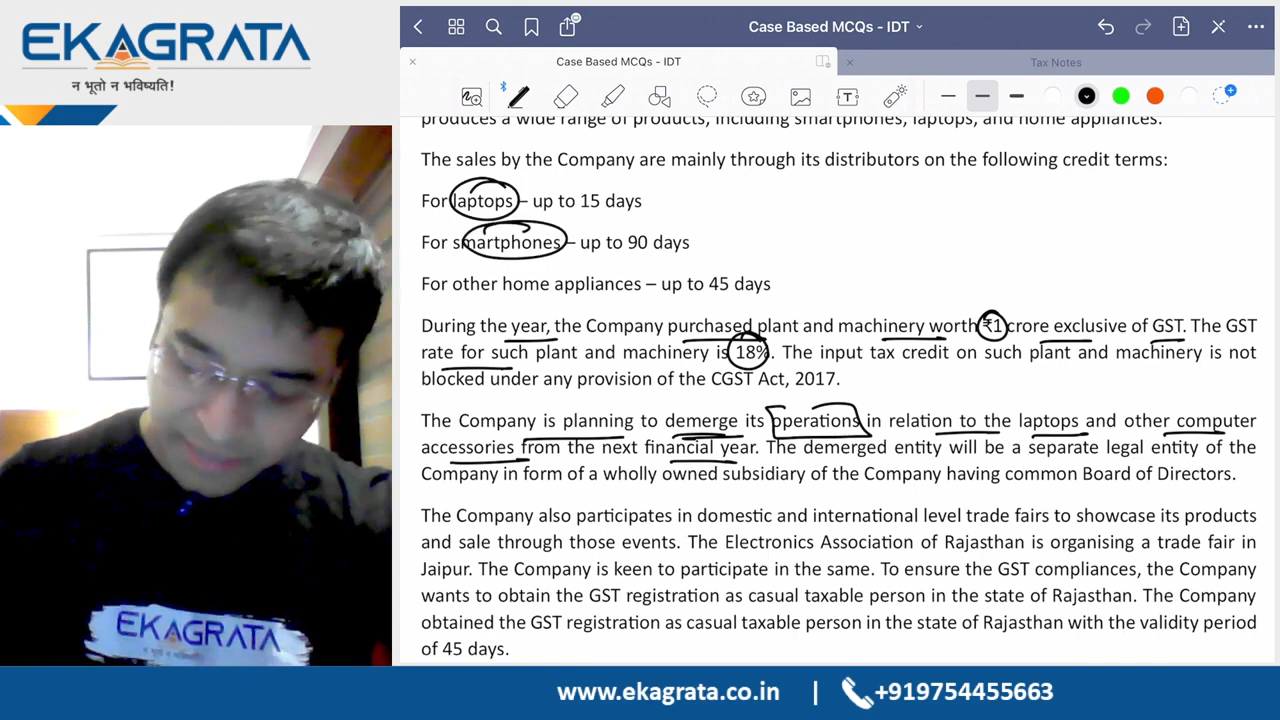 EKAGRATA
न भूतो न भविष्यति!
Case Based MCQs - IDT
Case Based MCQs - IDT
Tax Notes
produces a wide range of products, including smartphones, laptops, and home appliances.
The sales by the Company are mainly through its distributors on the following credit terms:
For laptops – up to 15 days
For smartphones – up to 90 days
For other home appliances – up to 45 days
During the year, the Company purchased plant and machinery worth ₹1 crore exclusive of GST. The GST
rate for such plant and machinery is 18%. The input tax credit on such plant and machinery is not
blocked under any provision of the CGST Act, 2017.
The Company is planning to demerge its operations in relation to the laptops and other computer
accessories from the next financial year. The demerged entity will be a separate legal entity of the
Company in form of a wholly owned subsidiary of the Company having common Board of Directors.
The Company also participates in domestic and international level trade fairs to showcase its products
and sale through those events. The Electronics Association of Rajasthan is organising a trade fair in
Jaipur. The Company is keen to participate in the same. To ensure the GST compliances, the Company
wants to obtain the GST registration as casual taxable person in the state of Rajasthan. The Company
obtained the GST registration as casual taxable person in the state of Rajasthan with the validity period
of 45 days.
EKAGRATA
www.ekagrata.co.in | +919754455663